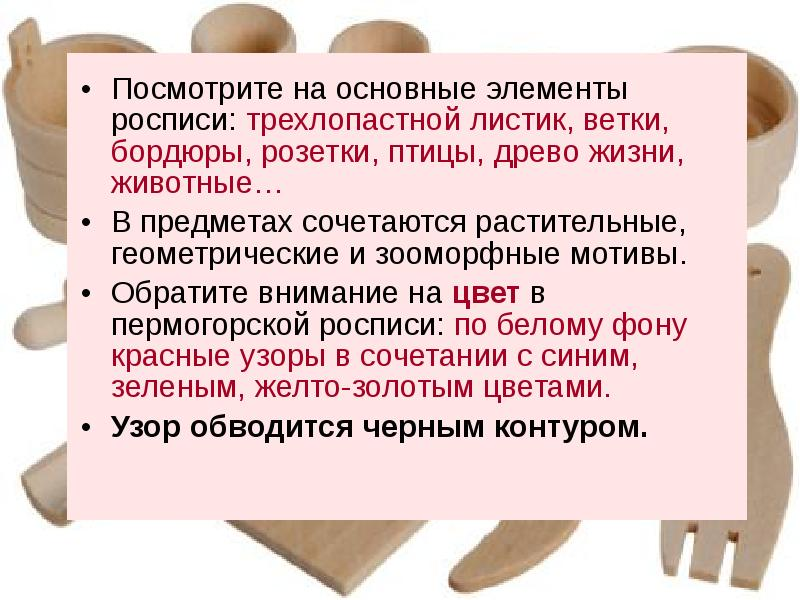 • Посмотрите на основные элементы
росписи: трехлопастной листик, ветки,
бордюры, розетки, птицы, древо жизни,
животные…
• В предметах сочетаются растительные,
геометрические и зооморфные мотивы.
• Обратите внимание на цвет в
пермогорской росписи: по белому фону
красные узоры в сочетании с синим,
зеленым, желто-золотым цветами.
• Узор обводится черным контуром.